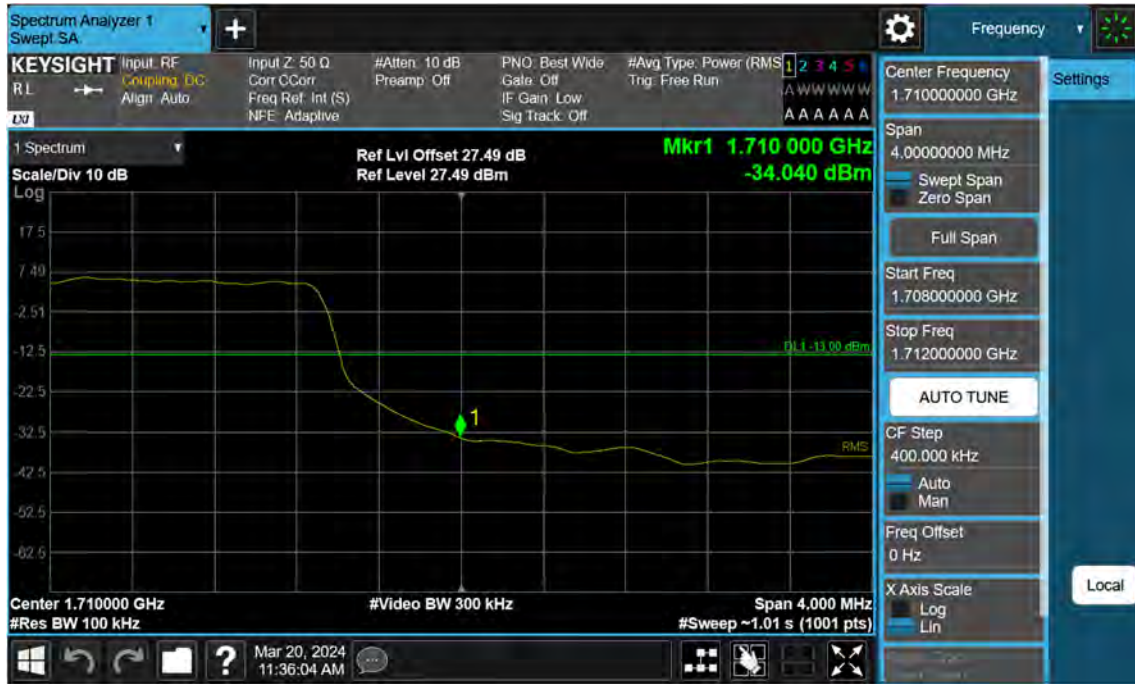 Spectrum Analyzer 1
Swept SA
+
Frequency
KEYSIGHT
RL
LXI
Input: RF
Coupling: DC
Align: Auto
Input Z: 50 Ω
Corr CCorr
Freq Ref: Int (S)
NFE: Adaptive
#Atten: 10 dB
Preamp: Off
PNO: Best Wide
Gate: Off
IF Gain: Low
Sig Track: Off
#Avg Type: Power (RMS
Trig: Free Run
1 2 3 4 5 6
A W W W W W
A A A A A A
1 Spectrum
Scale/Div 10 dB
Ref Lvl Offset 27.49 dB
Ref Level 27.49 dBm
Mkr1 1.710 000 GHz
-34.040 dBm
Log
17.5
7.49
-2.51
-12.5
-22.5
-32.5
-42.5
-52.5
-62.5
DL1 -13.00 dBm
1
RMS
Center 1.710000 GHz
#Video BW 300 kHz
Span 4.000 MHz
#Res BW 100 kHz
#Sweep ~1.01 s (1001 pts)
?
Mar 20, 2024
11:36:04 AM
Center Frequency
1.710000000 GHz
Span
4.00000000 MHz
Swept Span
Zero Span
Full Span
Start Freq
1.708000000 GHz
Stop Freq
1.712000000 GHz
AUTO TUNE
CF Step
400.000 kHz
Auto
Man
Freq Offset
0 Hz
X Axis Scale
Log
Lin
Settings
Local